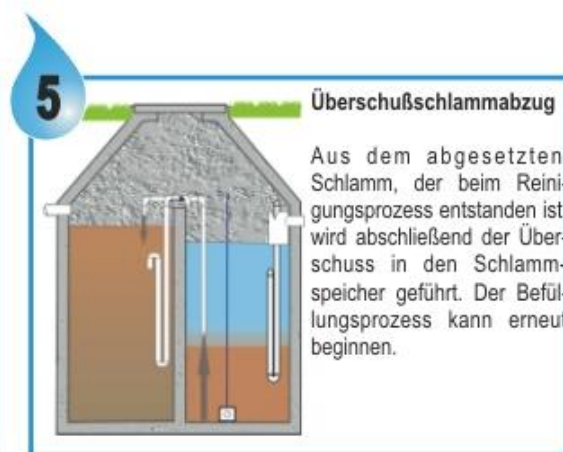 5
Überschußschlammabzug
Aus dem abgesetzten
Schlamm, der beim Reini-
gungsprozess entstanden ist
wird abschließend der Über-
schuss in den Schlamm-
speicher geführt. Der Befül-
lungsprozess kann erneut
beginnen.